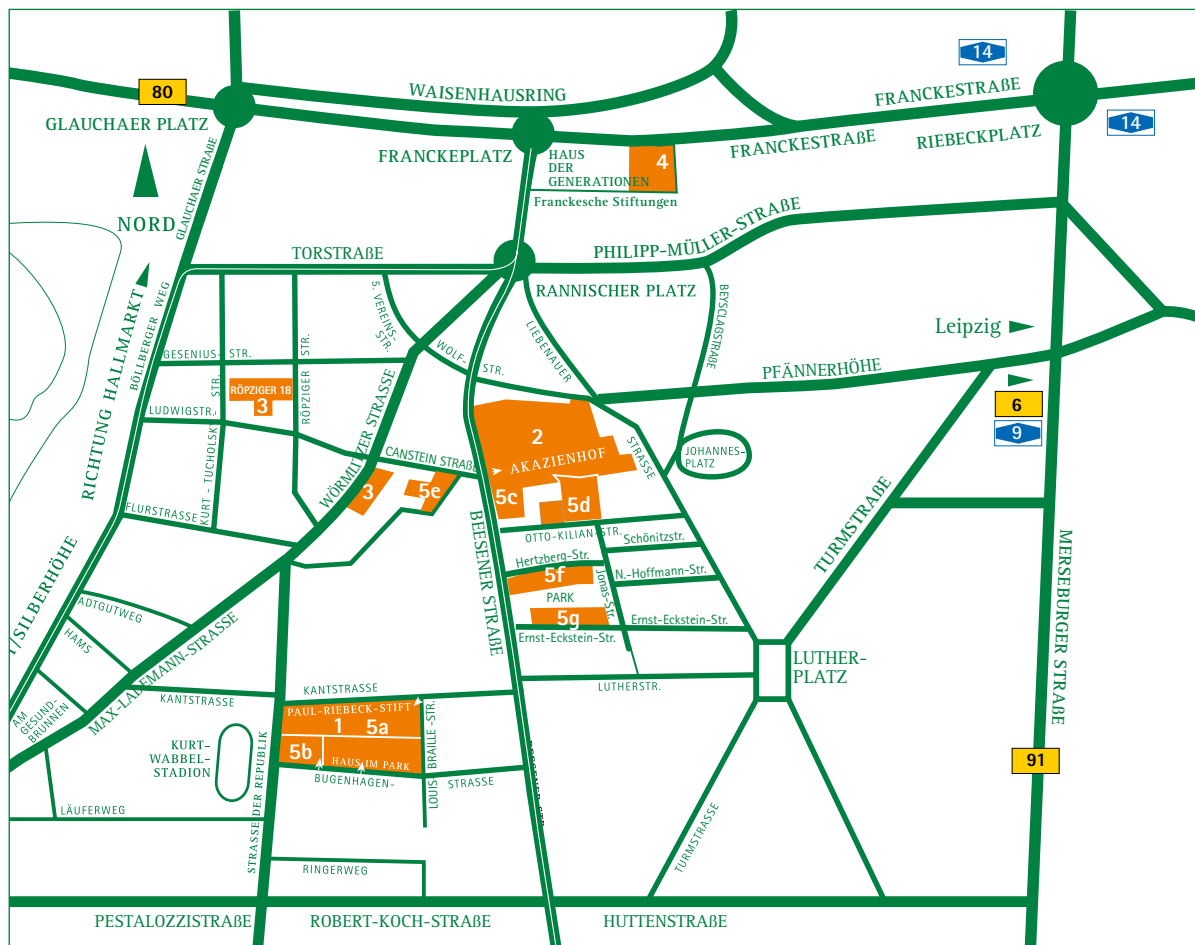 14
80
WAISENHAUSRING
FRANCKESTRAßE
GLAUCHAER PLATZ
14
FRANCKEPLATZ
HAUS
DER
GENERATIONEN
4
FRANCKESTRAßE
RIEBECKPLATZ
Franckesche Stiftungen
GLAUCHAER STRAßE
NORD
TORSTRAßE
PHILIPP-MÜLLER-STRAßE
RANNISCHER PLATZ
RICHTUNG HALLMARKT
BÖLLBERGER WEG
5. VEREINS-
STR.
LIEBENAUER
BEYSCLAGSTRAßE
Leipzig
GESENIUS- STR.
STR.
RÖPZIGER
WOLF-
STR.
PFÄNNERHÖHE
RÖPZIGER 18
3
6
9
LUDWIGSTR.
STR.
KURT - TUCHOLSKY
WÖRMLITZER STRASSE
CANSTEIN STRAßE
2
AKAZIENHOF
STRASSE
JOHANNES-
PLATZ
3
5e
5c
5d
FLURSTRASSE
BEESENER STRAßE
OTTO-KILIAN-STR.
Schönitzstr.
TURMSTRAßE
MERSEBURGER STRAßE
Hertzberg-Str.
5f
Jonas-Str.
N.-Hoffmann-Str.
PARK
5g
Ernst-Eckstein-Str.
Ernst-Eckstein-Str.
T/SILBERHÖHE
ADTGUTWEG
HAMS
MAX-LADEMANN-STRASSE
LUTHER-
PLATZ
KANTSTRASSE
KANTSTRASSE
LUTHERSTR.
AM
GESUND-
BRUNNEN
PAUL-RIEBECK-STIFT
1
5a
5b
HAUS IM PARK
KURT-
WABBEL-
STADION
STRASSE DER REPUBLIK
LOUIS- BRAILLE -STR.
BUGENHAGEN-
STRASSE
91
LÄUFERWEG
TURMSTRASSE
RINGERWEG
PESTALOZZISTRAßE
ROBERT-KOCH-STRAßE
HUTTENSTRAßE